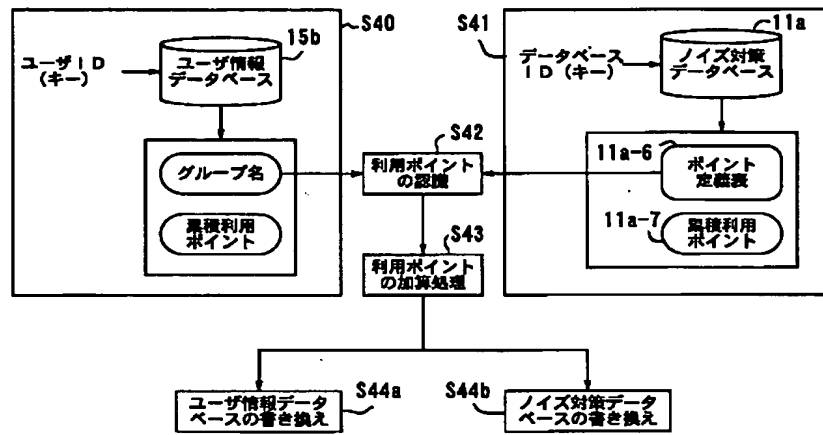 S40
ユーザID
(キー)
ユーザ情報
データベース
15b
グループ名
累積利用
ポイント
S41
データベース
ID(キー)
11a
ノイズ対策
データベース
11a-6
ポイント
定義表
11a-7
累積利用
ポイント
S42
利用ポイント
の認識
S43
利用ポイント
の加算処理
S44a
ユーザ情報データ
ベースの書き換え
S44b
ノイズ対策データ
ベースの書き換え